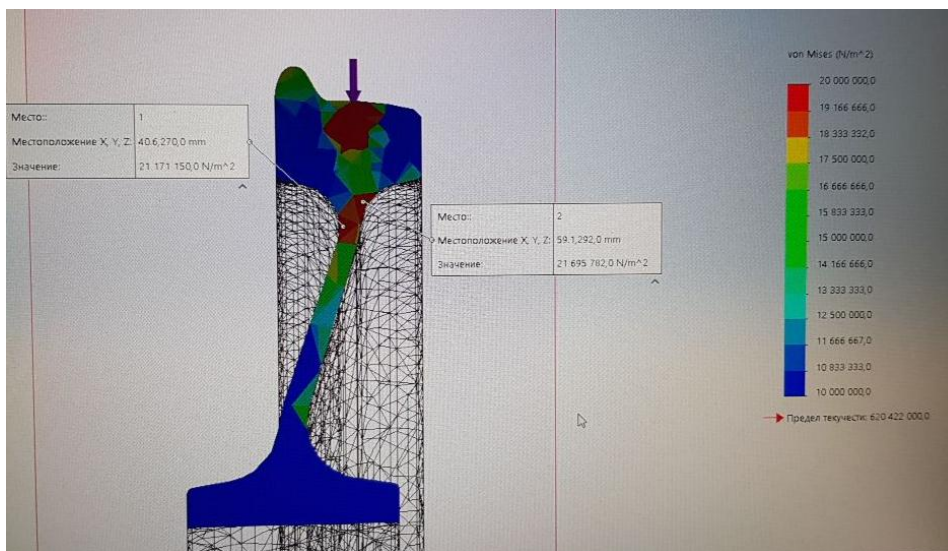 von Mises (N/m^2)
20 000 000,0
19 166 666,0
18 333 332,0
17 500 000,0
16 666 666,0
15 833 333,0
15 000 000,0
14 166 666,0
13 333 333,0
12 500 000,0
11 666 667,0
10 833 333,0
10 000 000,0
Предел текучести: 620 422 000,0
Место:: 1
Местоположение X, Y, Z: 40.6,270,0 mm
Значение: 21 171 150,0 N/m^2
Место:: 2
Местоположение X, Y, Z: 59.1,292,0 mm
Значение: 21 695 782,0 N/m^2